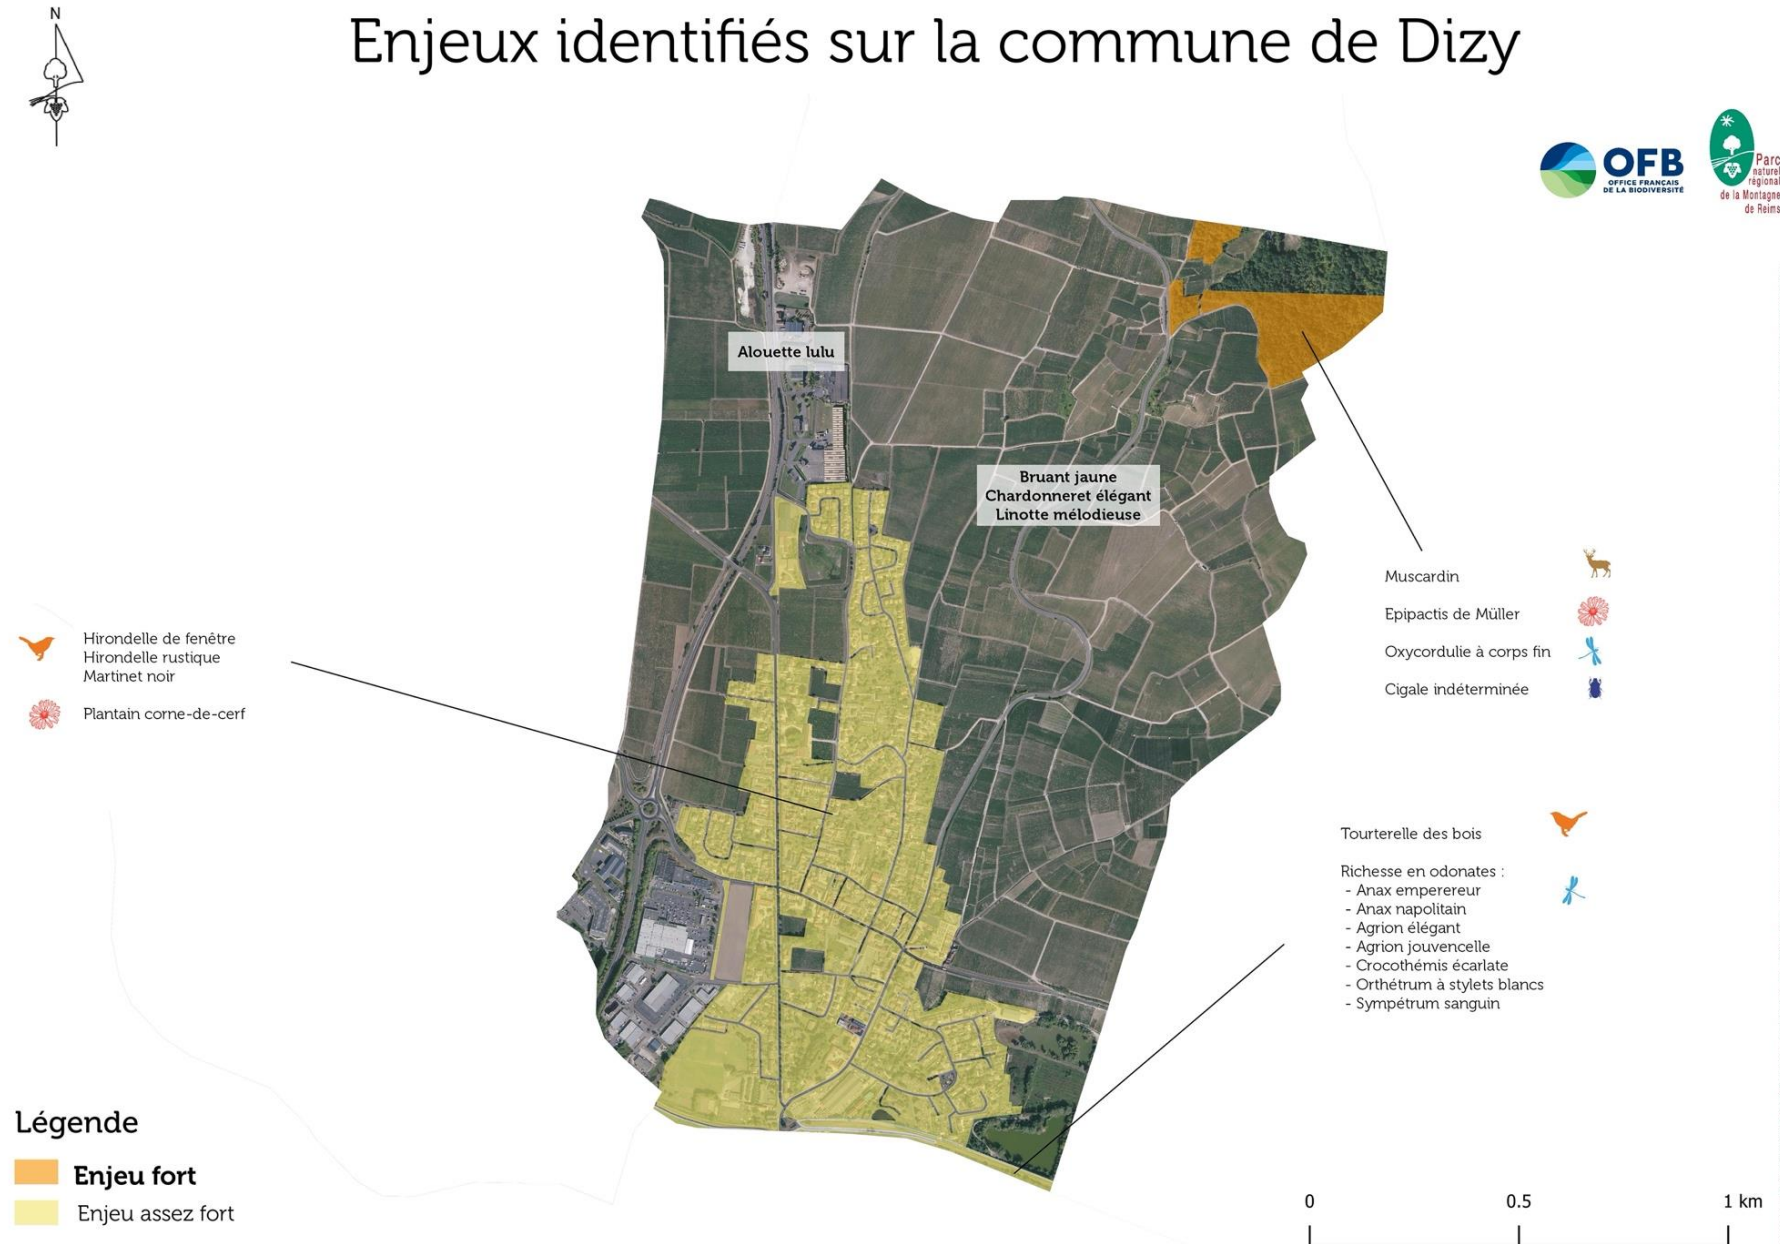 N
Enjeux identifiés sur la commune de Dizy
OFB
OFFICE FRANÇAIS
DE LA BIODIVERSITÉ
Parc
naturel
régional
de la Montagne
de Reims
Alouette lulu
Bruant jaune
Chardonneret élégant
Linotte mélodieuse
Muscardin
Epipactis de Müller
Oxycordulie à corps fin
Cigale indéterminée
Hirondelle de fenêtre
Hirondelle rustique
Martinet noir
Plantain corne-de-cerf
Tourterelle des bois
Richesse en odonates :
- Anax emperereur
- Anax napolitain
- Agrion élégant
- Agrion jouvencelle
- Crocothémis écarlate
- Orthétrum à stylets blancs
- Sympétrum sanguin
Légende
Enjeu fort
Enjeu assez fort
0 0.5 1 km